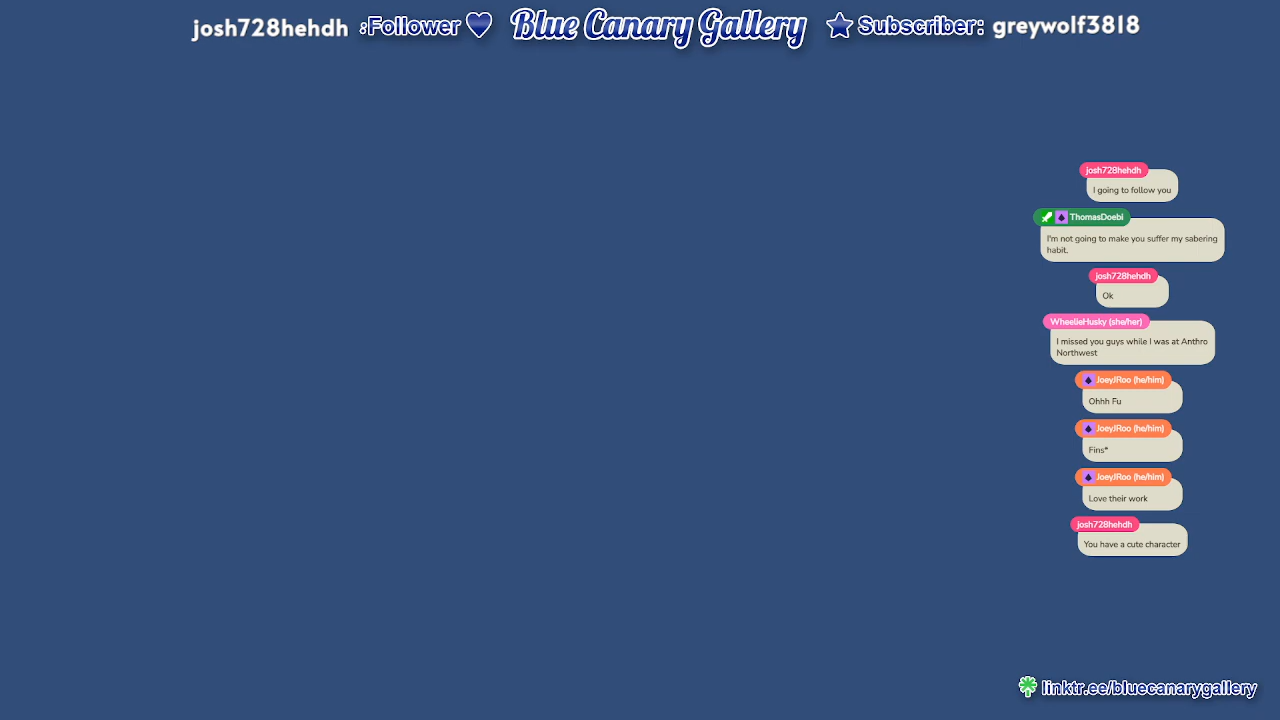 josh728hehdh :Follower Blue Canary Gallery Subscriber: greywolf3818
josh728hehdh
I going to follow you
ThomasDoebi
I'm not going to make you suffer my sabering
habit.
josh728hehdh
Ok
WheelieHusky (she/her)
I missed you guys while I was at Anthro
Northwest
JoeyJRoo (he/him)
Ohhh Fu
JoeyJRoo (he/him)
Fins*
JoeyJRoo (he/him)
Love their work
josh728hehdh
You have a cute character
linktr.ee/bluecanarygallery